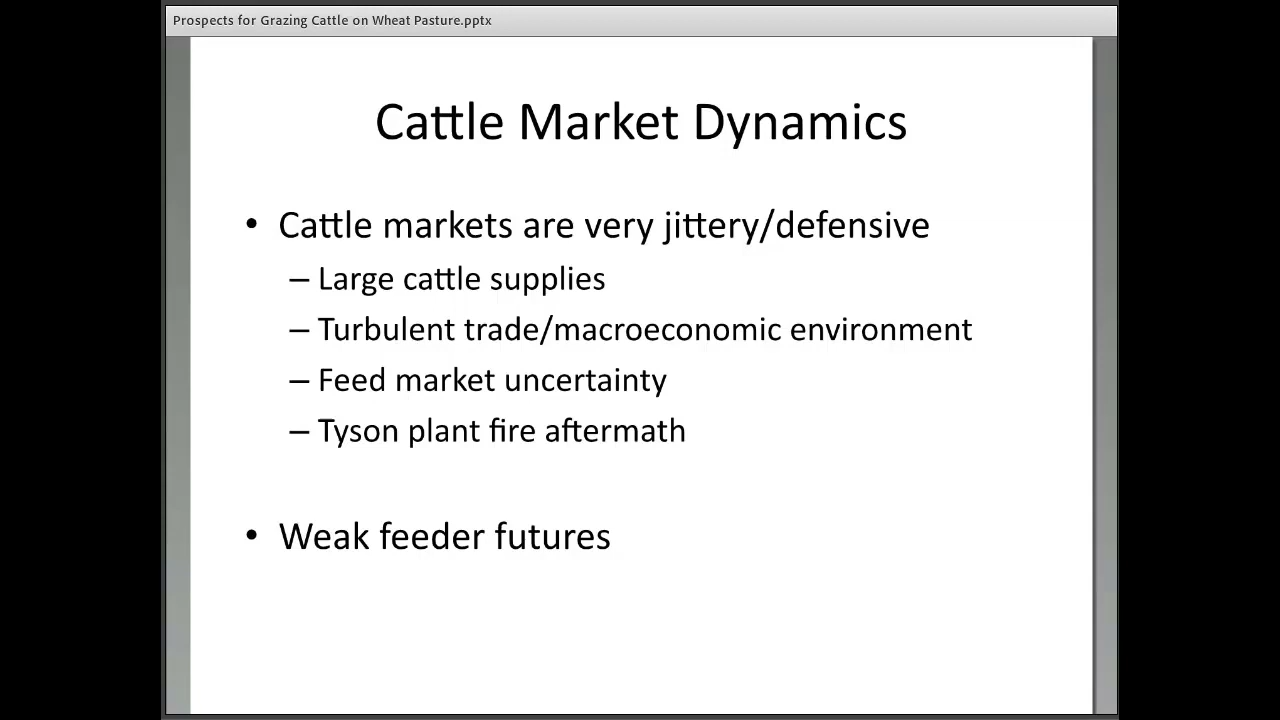 Prospects for Grazing Cattle on Wheat Pasture.pptx
Cattle Market Dynamics
• Cattle markets are very jittery/defensive
– Large cattle supplies
– Turbulent trade/macroeconomic environment
– Feed market uncertainty
– Tyson plant fire aftermath
• Weak feeder futures